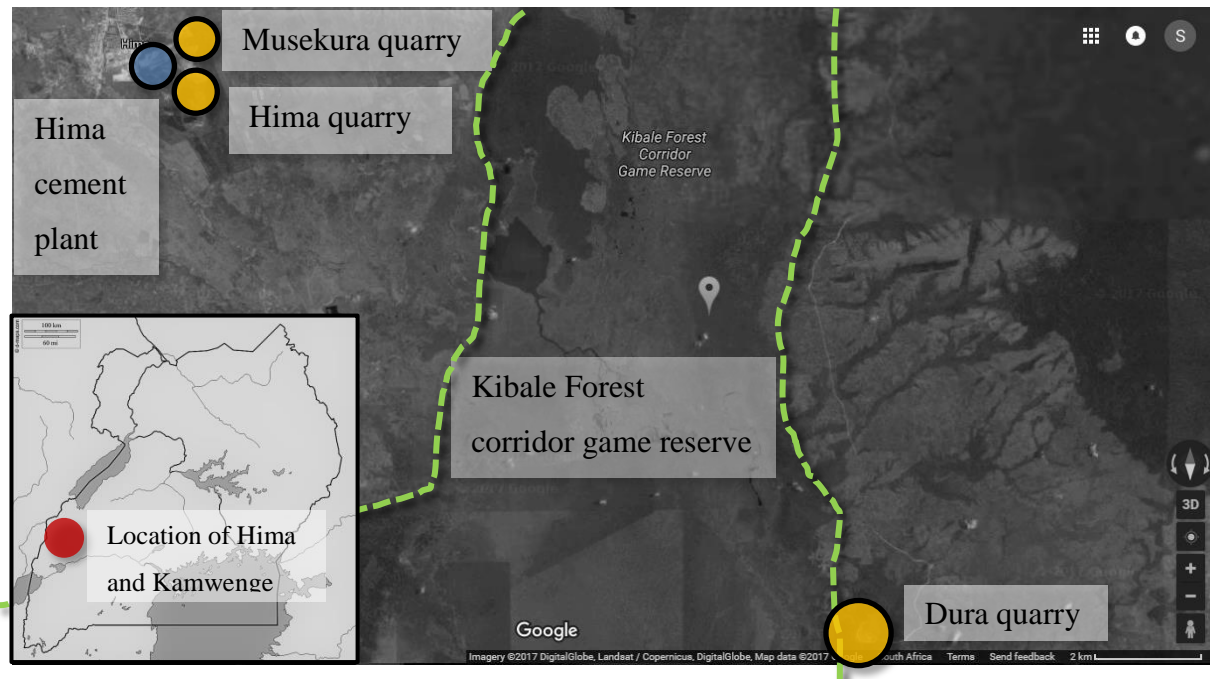 Musekura quarry
Hima quarry
Hima
cement
plant
S
Kibale Forest
Corridor
Game Reserve
Kibale Forest
corridor game reserve
100 km
60 mi
Location of Hima
and Kamwenge
3D
+
−
Dura quarry
Google
Imagery ©2017 DigitalGlobe, Landsat / Copernicus, DigitalGlobe, Map data ©2017 South Africa Terms Send feedback 2 km